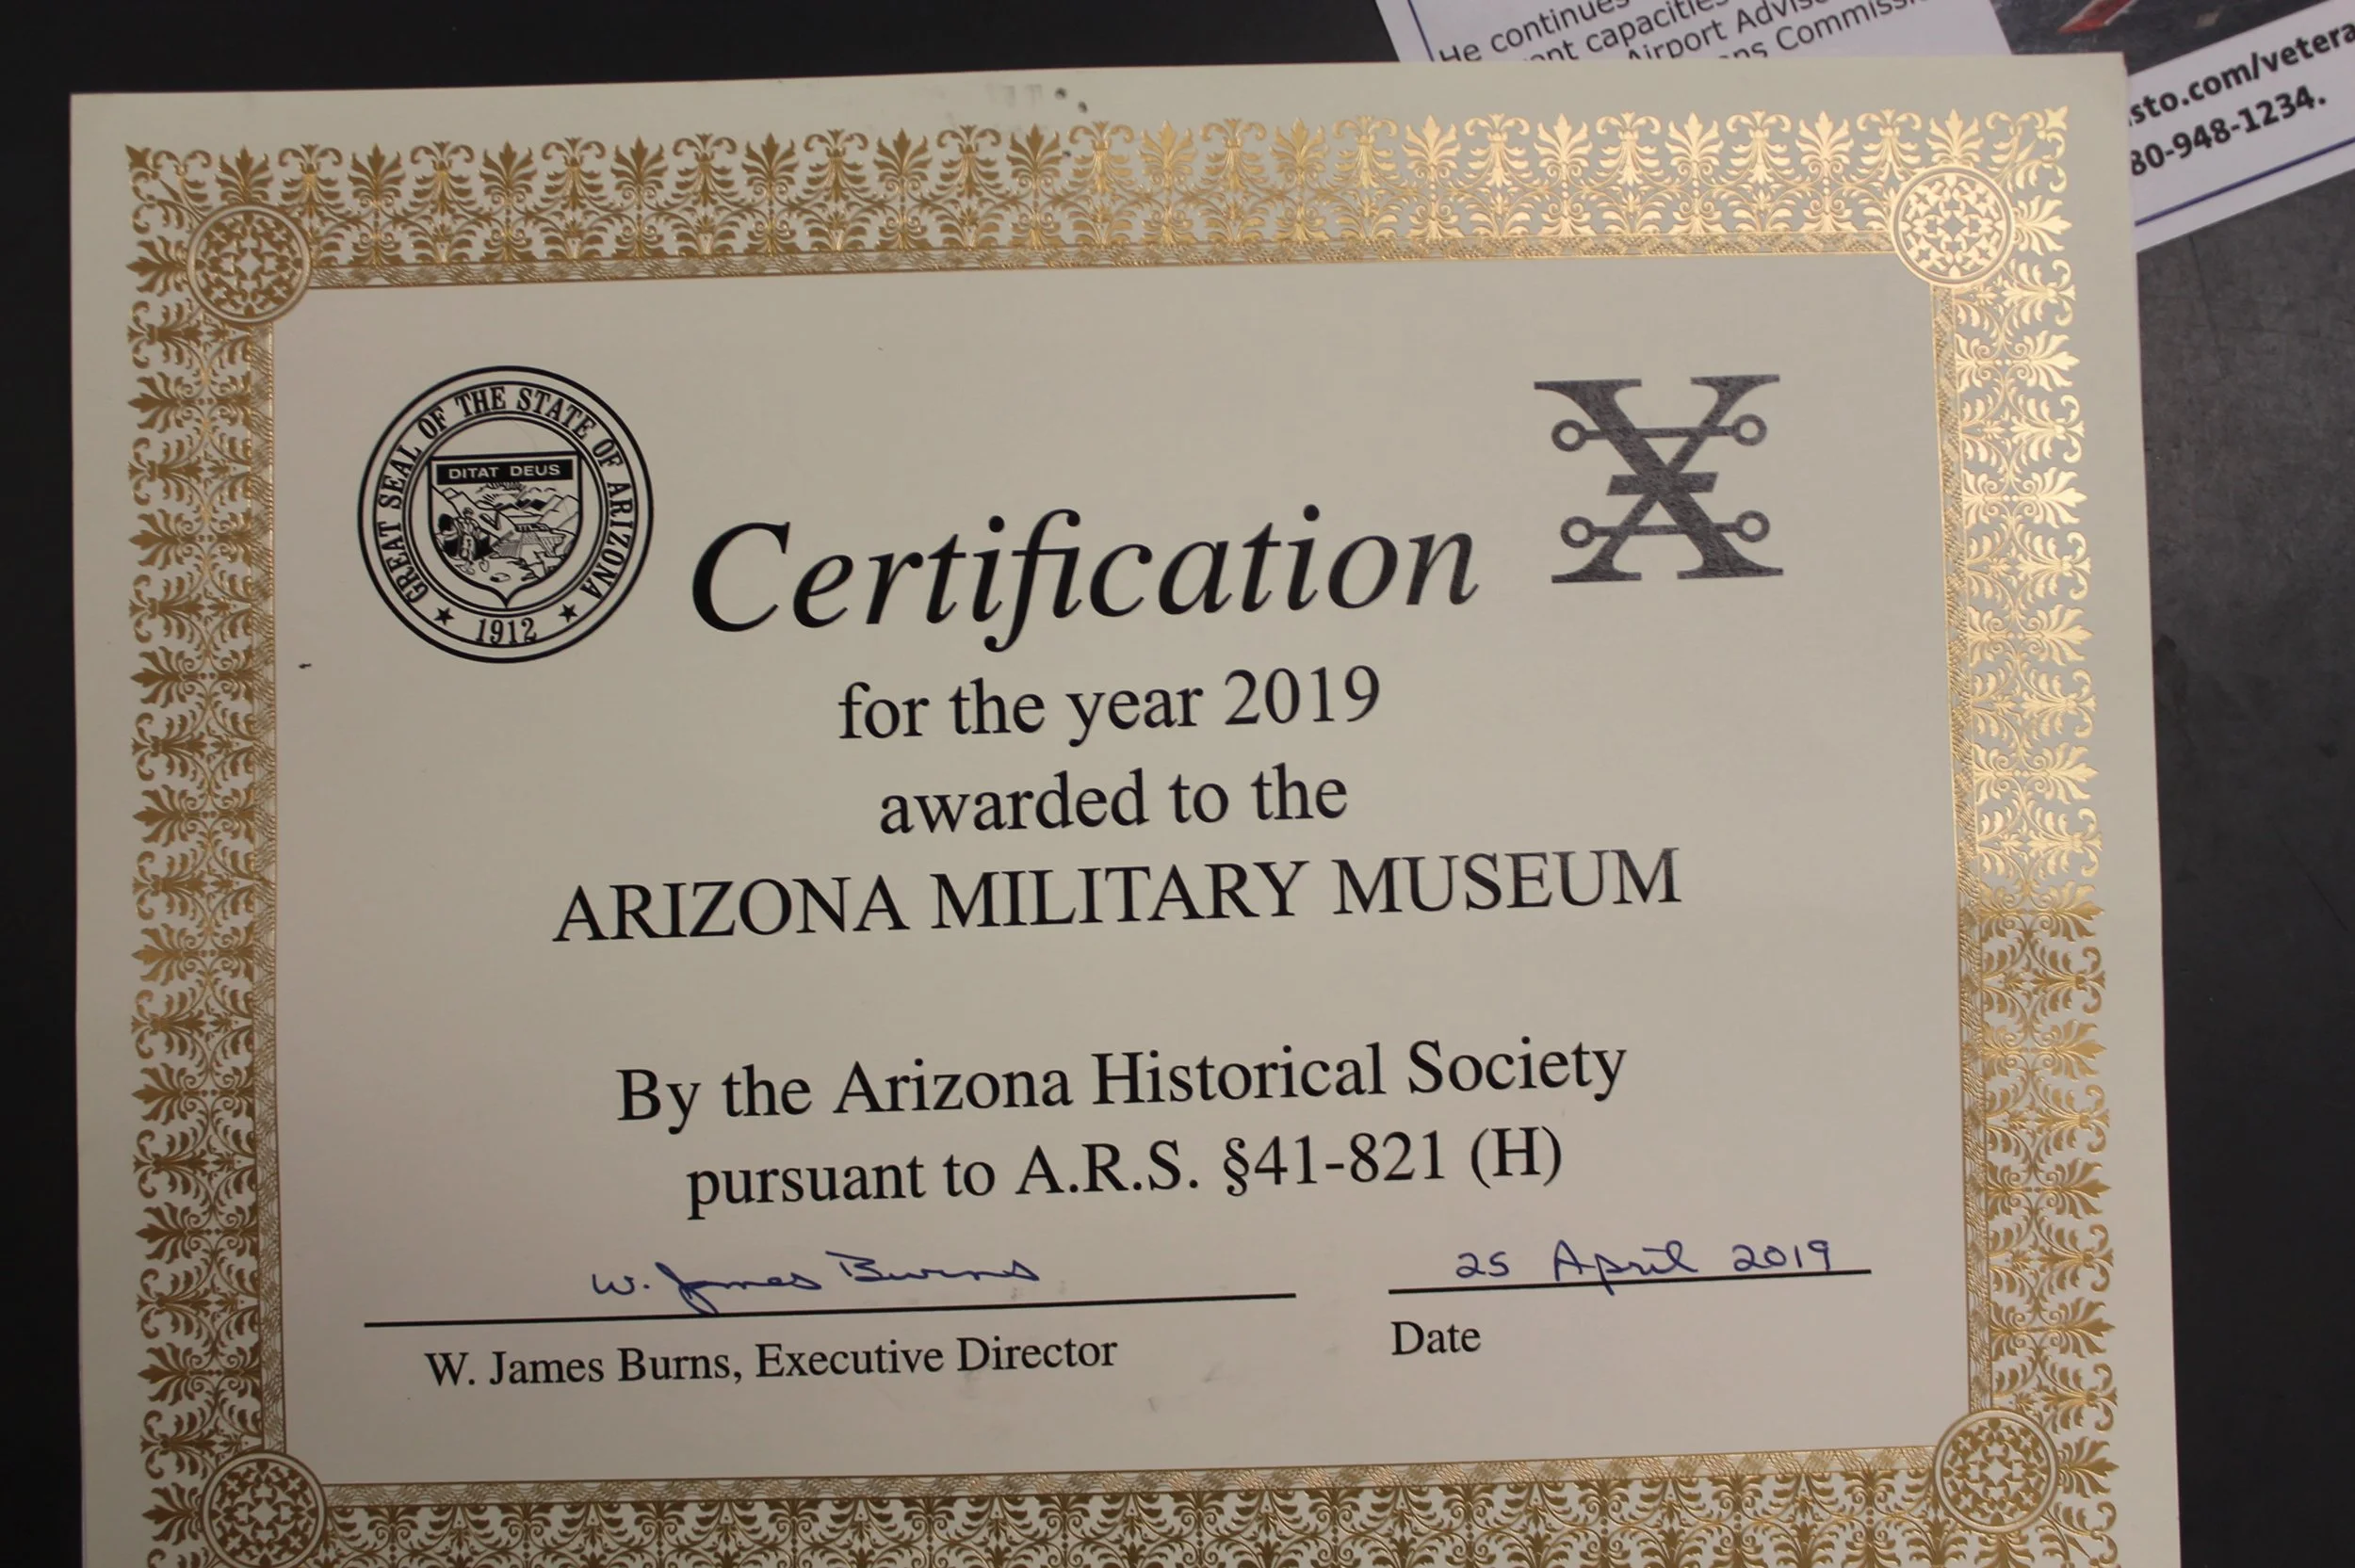 He continues
capacities
Airport
Commiss
sto.com/vetera
80-948-1234.
GREAT SEAL OF THE STATE OF ARIZONA
DITAT DEUS
★ 1912 ★
Certification
for the year 2019
awarded to the
ARIZONA MILITARY MUSEUM
By the Arizona Historical Society
pursuant to A.R.S. §41-821 (H)
W. James Burns
25 April 2019
W. James Burns, Executive Director
Date